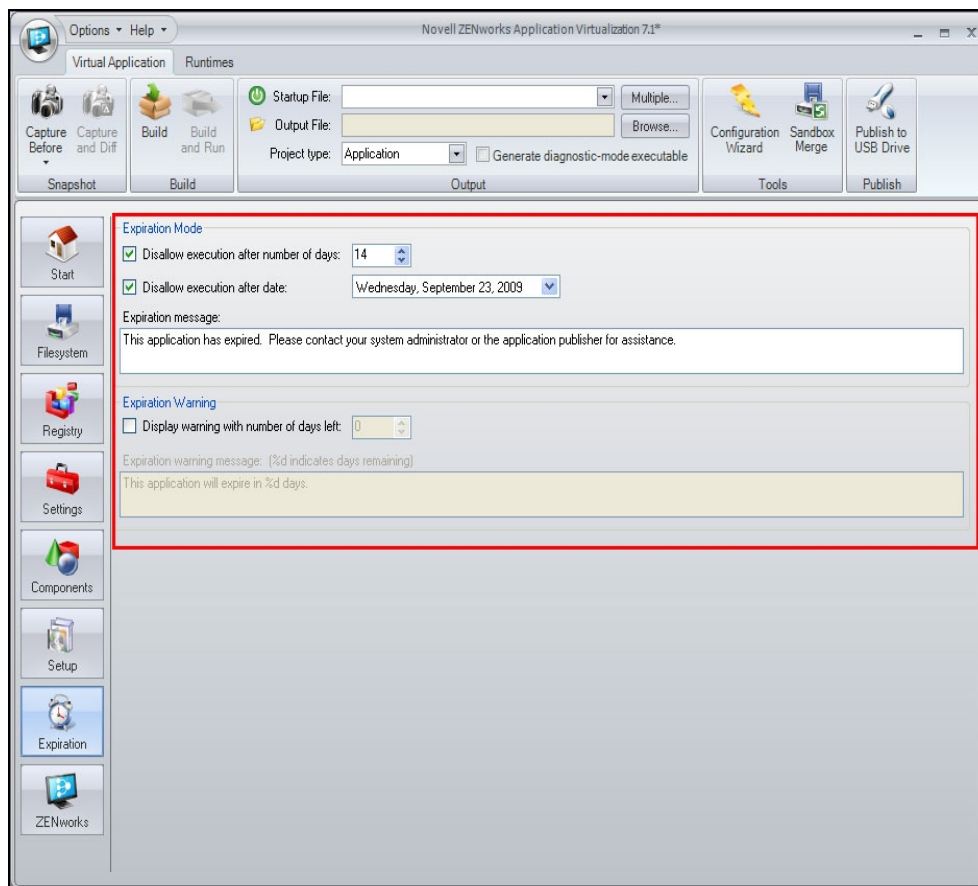 Options Help Novell ZENworks Application Virtualization 7.1*
Virtual Application Runtimes
Capture Before
Capture and Diff
Snapshot
Build
Build and Run
Build
Startup File: Multiple...
Output File: Browse...
Project type: Application Generate diagnostic-mode executable
Output
Configuration Wizard
Sandbox Merge
Tools
Publish to USB Drive
Publish
Start
Filesystem
Registry
Settings
Components
Setup
Expiration
ZENworks
Expiration Mode
Disallow execution after number of days: 14
Disallow execution after date: Wednesday, September 23, 2009
Expiration message:
This application has expired. Please contact your system administrator or the application publisher for assistance.
Expiration Warning
Display warning with number of days left: 0
Expiration warning message: (%d indicates days remaining)
This application will expire in %d days.